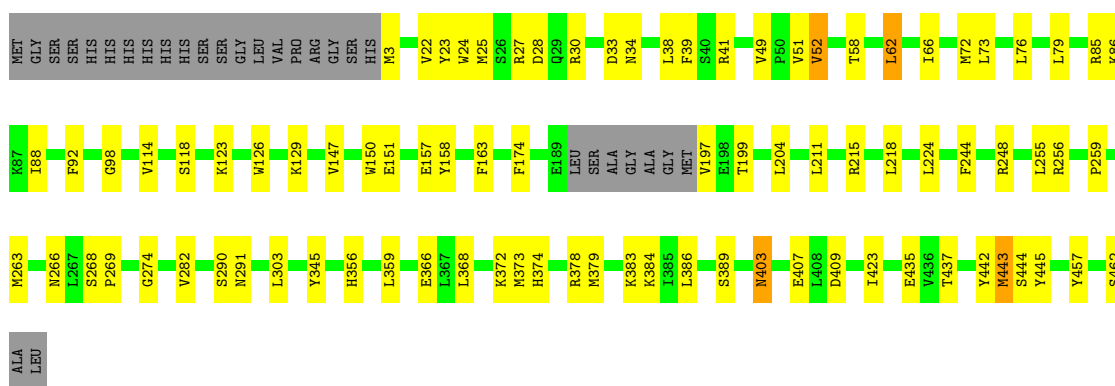 MET GLY SER SER HIS HIS HIS HIS HIS HIS SER SER GLY LEU VAL PRO ARG GLY SER HIS M3 V22 Y23 W24 M25 S26 R27 D28 Q29 R30 D33 N34 L38 F39 S40 R41 V49 P50 V51 V52 T58 L62 I66 M72 L73 L76 L79 R85 K86
K87 I88 F92 G98 V114 S118 K123 W126 K129 V147 W150 E151 E157 Y158 F163 F174 E189 LEU SER ALA GLY ALA GLY MET V197 E198 T199 L204 L211 R215 L218 L224 F244 R248 L255 R256 P259
M263 N266 L267 S268 P269 G274 V282 S290 N291 L303 Y345 H356 L359 E366 L367 L368 K372 M373 H374 R378 M379 K383 K384 I385 L386 S389 N403 E407 L408 D409 I423 E435 V436 T437 Y442 M443 S444 Y445 Y457 S462
ALA LEU